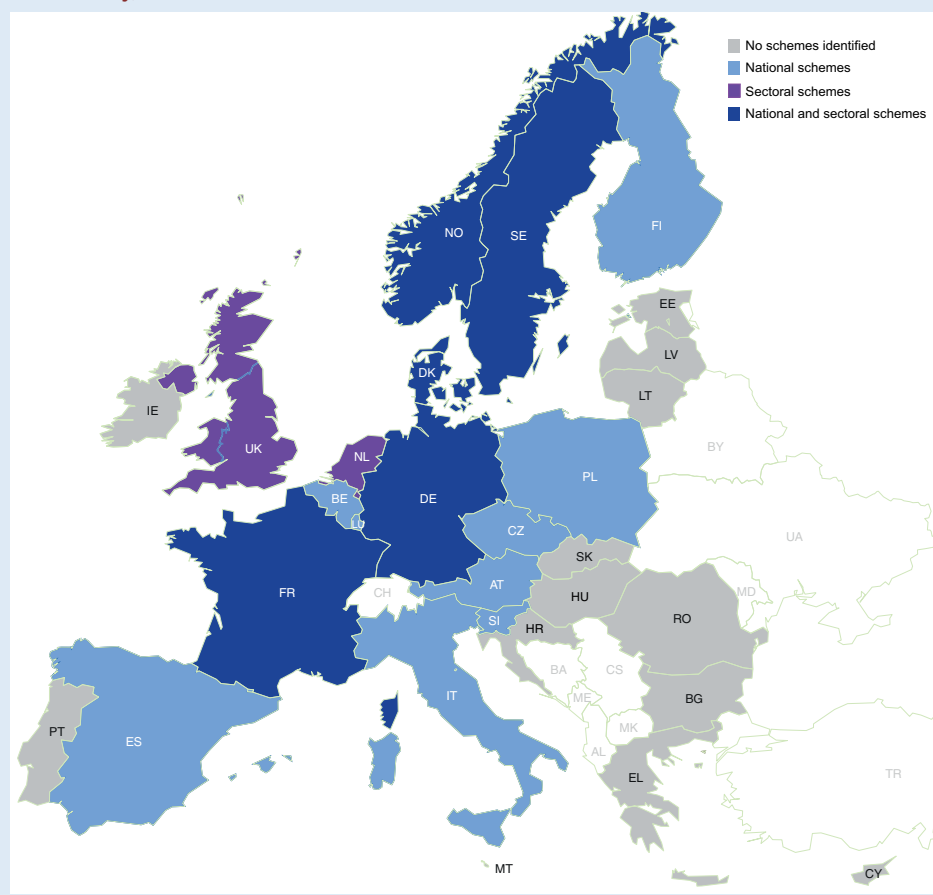 No schemes identified
National schemes
Sectoral schemes
National and sectoral schemes
NO
SE
FI
EE
LV
LT
DK
IE
UK
NL
BE
LU
DE
PL
BY
CZ
UA
SK
FR
CH
AT
HU
MD
SI
HR
RO
BA
CS
IT
ME
BG
PT
ES
MK
AL
EL
TR
MT
CY